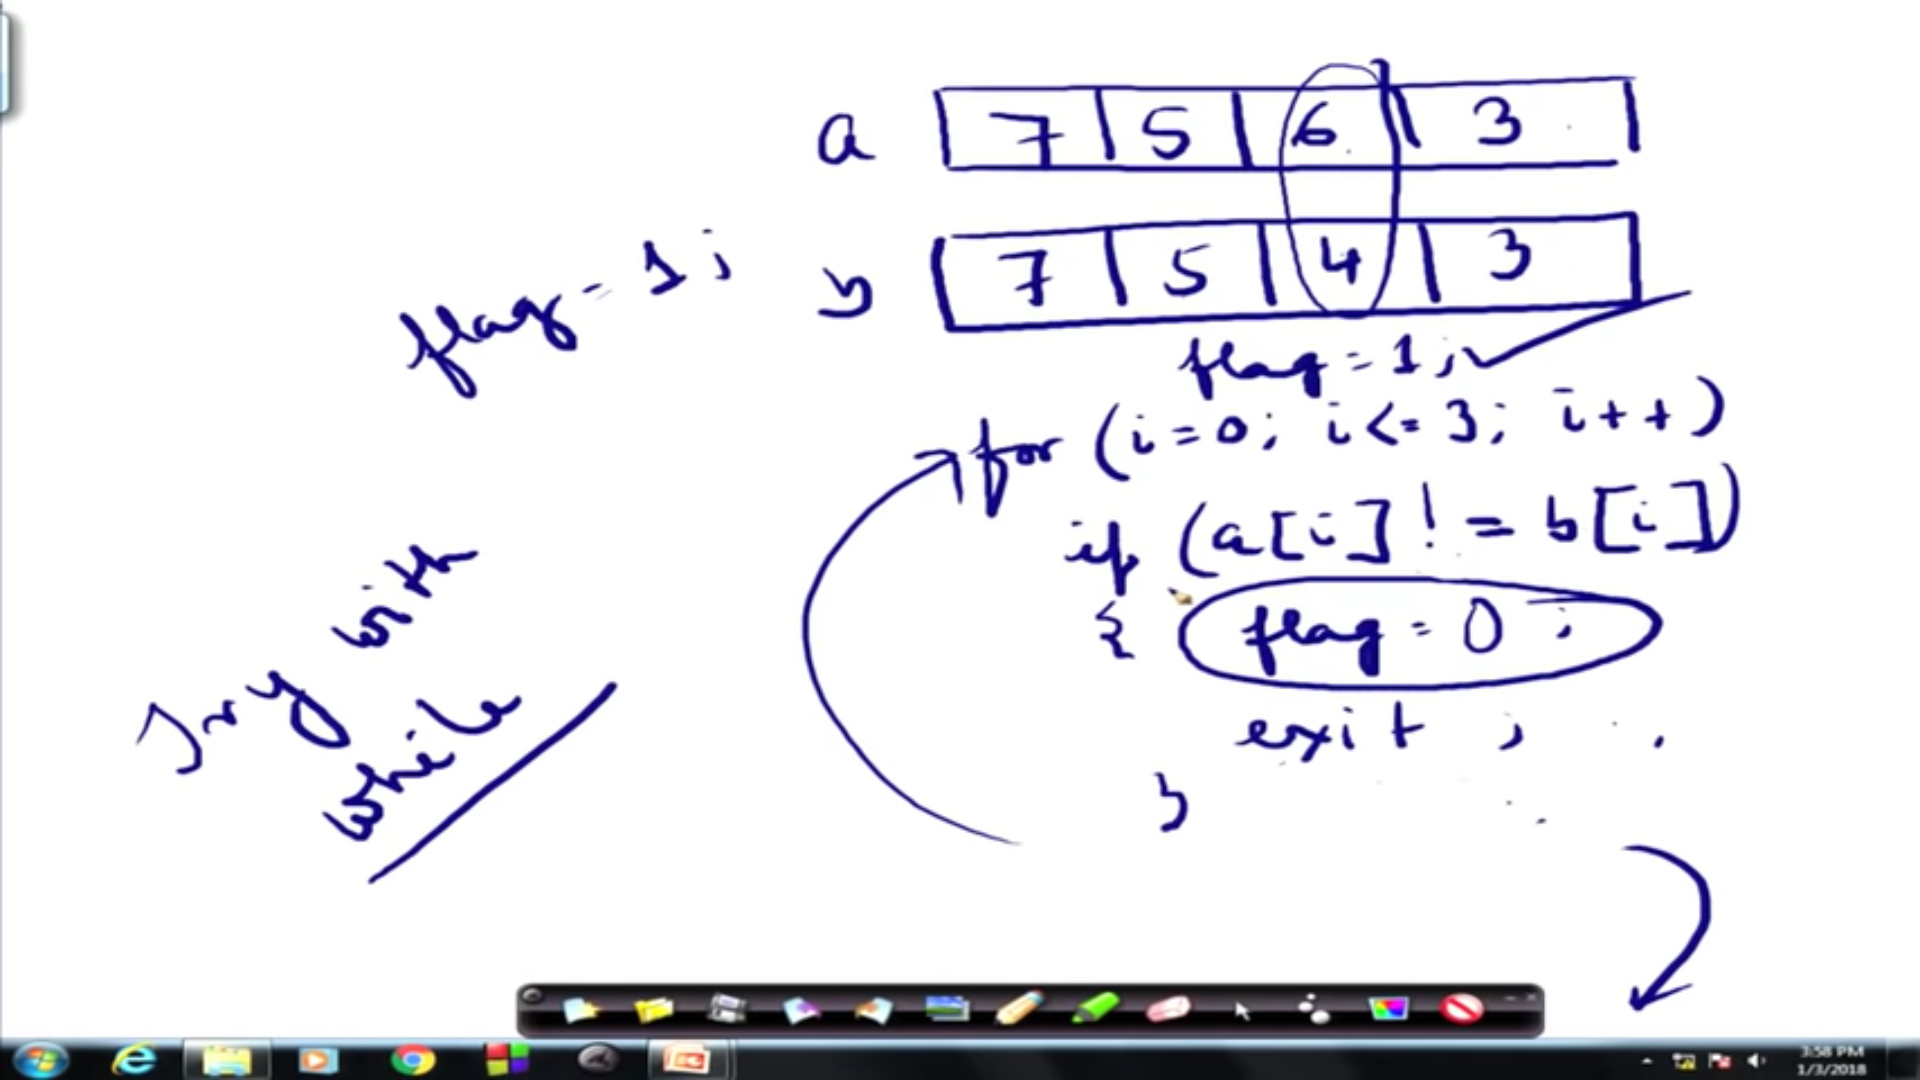 a 7 5 6 3
b 7 5 4 3
flag = 1;
flag = 1;
for (i=0; i<=3; i++)
if (a[i] != b[i])
{ flag = 0;
exit;
}
Try with
while
3:58 PM
1/3/2018